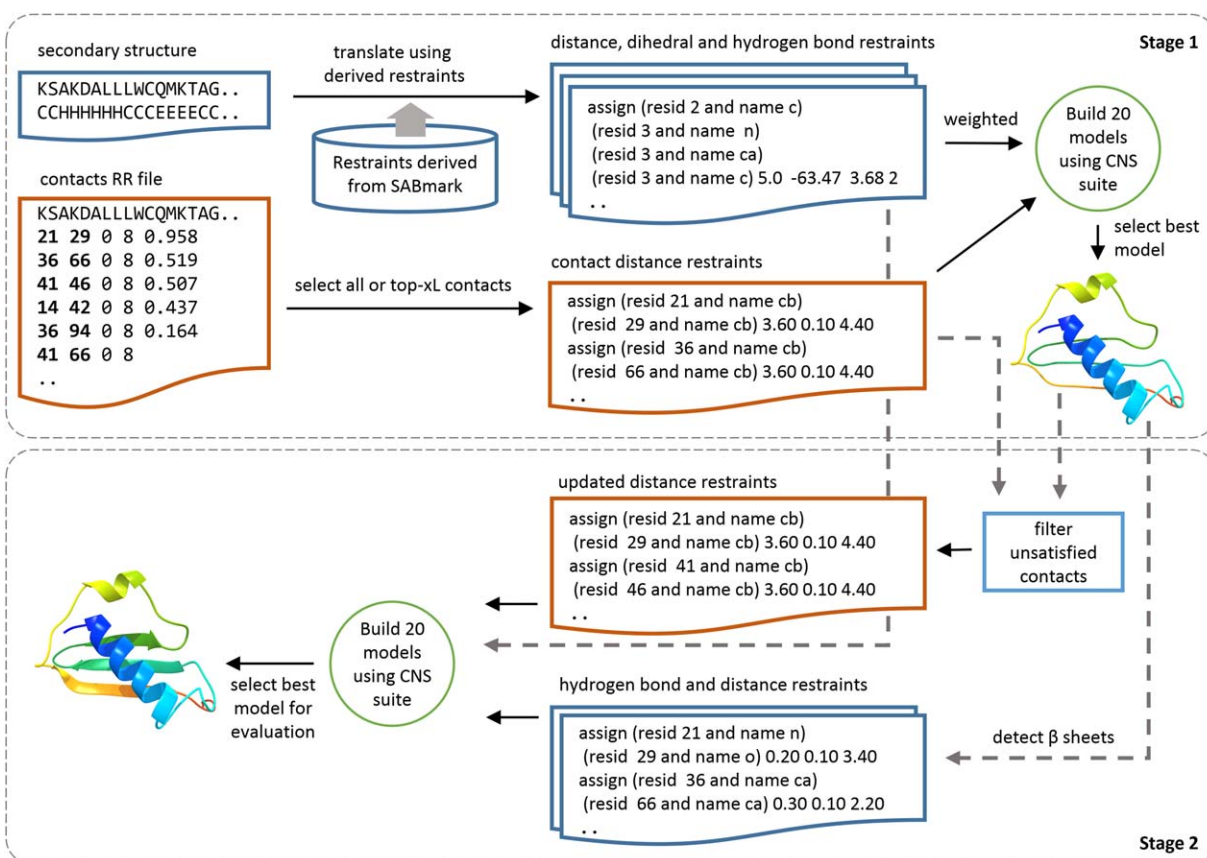 Stage 1
secondary structure
KSAKDALLLWCQMKTAG..
CCHHHHHHCCCEEEECC..
translate using
derived restraints
Restraints derived
from SABmark
distance, dihedral and hydrogen bond restraints
assign (resid 2 and name c)
(resid 3 and name n)
(resid 3 and name ca)
(resid 3 and name c) 5.0 -63.47 3.68 2
..
weighted
Build 20
models
using CNS
suite
contacts RR file
KSAKDALLLWCQMKTAG..
21 29 0 8 0.958
36 66 0 8 0.519
41 46 0 8 0.507
14 42 0 8 0.437
36 94 0 8 0.164
41 66 0 8
..
select all or top-xL contacts
contact distance restraints
assign (resid 21 and name cb)
(resid 29 and name cb) 3.60 0.10 4.40
assign (resid 36 and name cb)
(resid 66 and name cb) 3.60 0.10 4.40
..
select best
model
updated distance restraints
assign (resid 21 and name cb)
(resid 29 and name cb) 3.60 0.10 4.40
assign (resid 41 and name cb)
(resid 46 and name cb) 3.60 0.10 4.40
..
filter
unsatisfied
contacts
Build 20
models
using CNS
suite
select best
model for
evaluation
hydrogen bond and distance restraints
assign (resid 21 and name n)
(resid 29 and name o) 0.20 0.10 3.40
assign (resid 36 and name ca)
(resid 66 and name ca) 0.30 0.10 2.20
..
detect β sheets
Stage 2